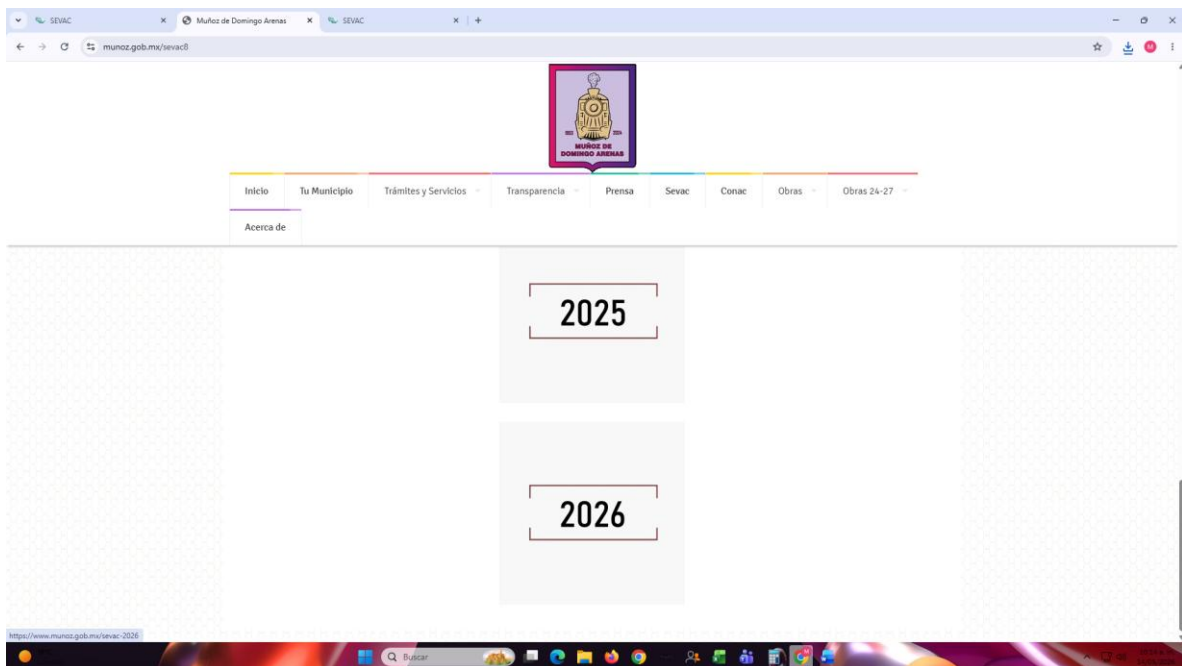 SEVAC
Muñoz de Domingo Arenas
SEVAC
munoz.gob.mx/sevac8
M
MUÑOZ DE
DOMINGO ARENAS
Inicio
Tu Municipio
Trámites y Servicios
Transparencia
Prensa
Sevac
Conac
Obras
Obras 24-27
Acerca de
2025
2026
https://www.munoz.gob.mx/sevac-2026
Buscar